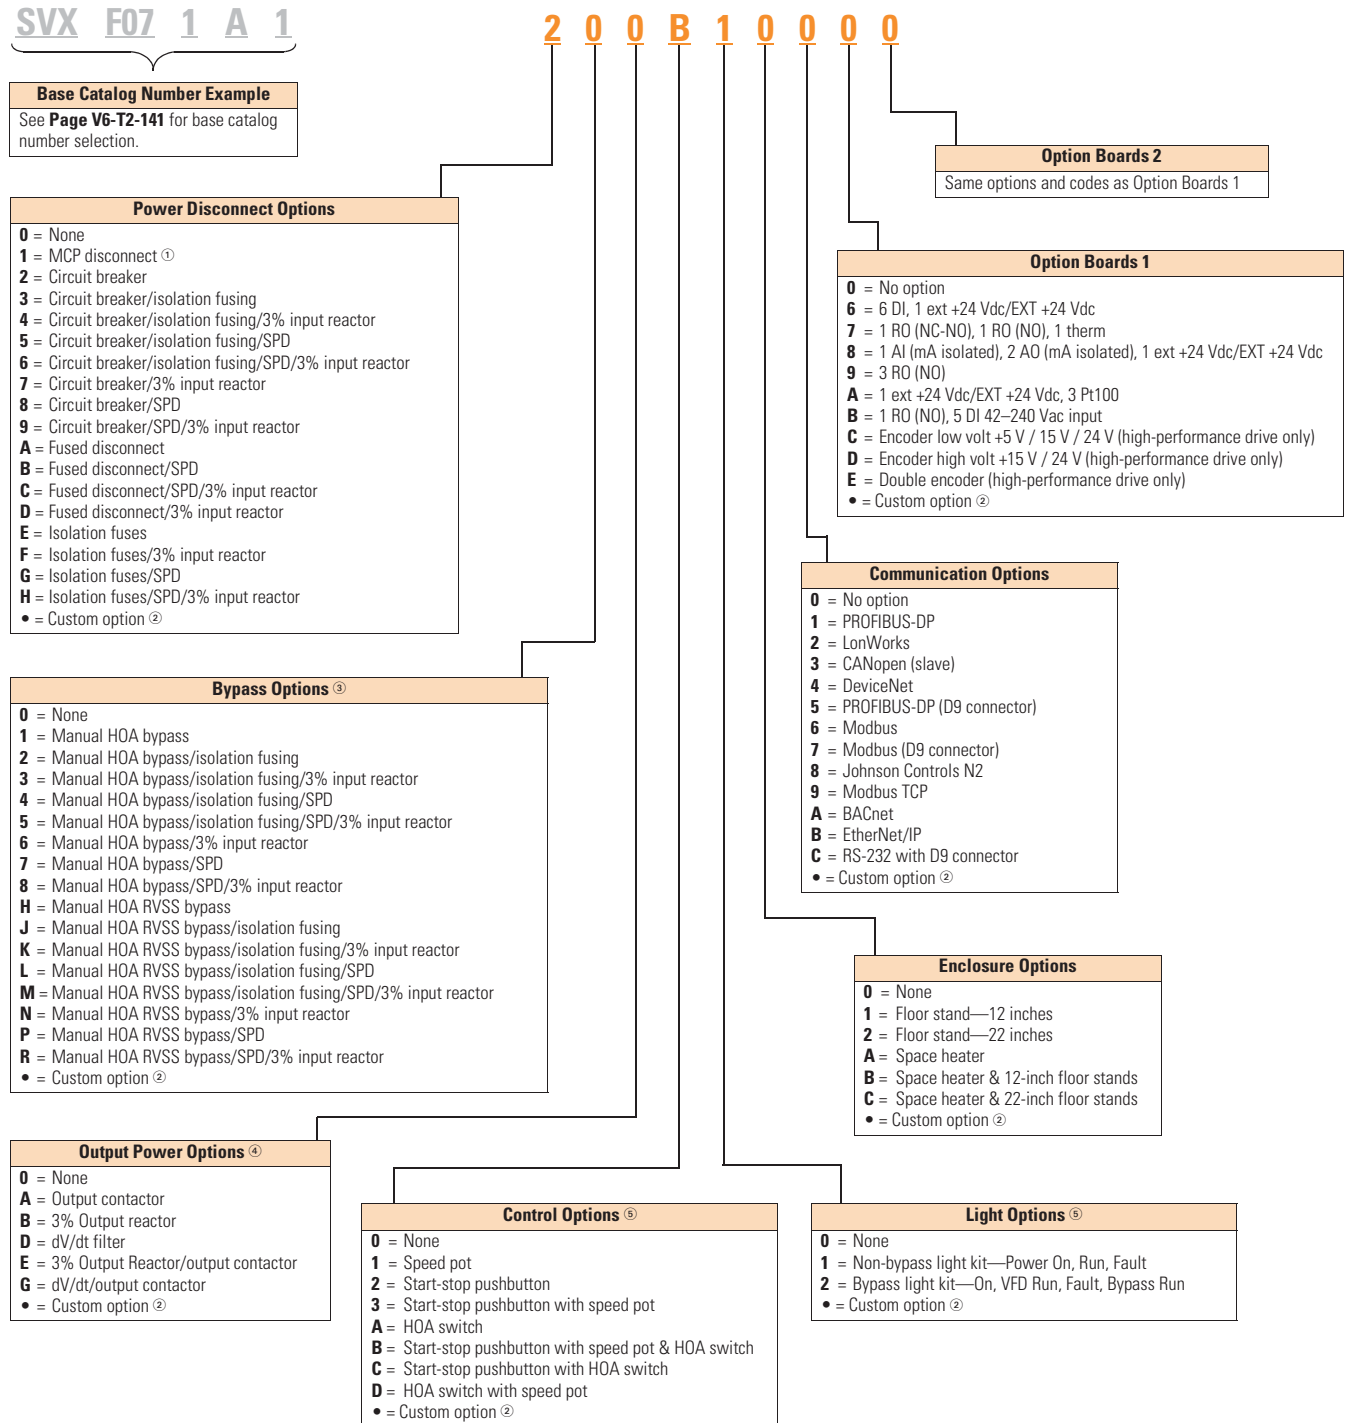 SVX F07 1 A 1
2 0 0 B 1 0 0 0 0
Base Catalog Number Example
See Page V6-T2-141 for base catalog
number selection.
Option Boards 2
Same options and codes as Option Boards 1
Power Disconnect Options
0 = None
1 = MCP disconnect ①
2 = Circuit breaker
3 = Circuit breaker/isolation fusing
4 = Circuit breaker/isolation fusing/3% input reactor
5 = Circuit breaker/isolation fusing/SPD
6 = Circuit breaker/isolation fusing/SPD/3% input reactor
7 = Circuit breaker/3% input reactor
8 = Circuit breaker/SPD
9 = Circuit breaker/SPD/3% input reactor
A = Fused disconnect
B = Fused disconnect/SPD
C = Fused disconnect/SPD/3% input reactor
D = Fused disconnect/3% input reactor
E = Isolation fuses
F = Isolation fuses/3% input reactor
G = Isolation fuses/SPD
H = Isolation fuses/SPD/3% input reactor
• = Custom option ②
Option Boards 1
0 = No option
6 = 6 DI, 1 ext +24 Vdc/EXT +24 Vdc
7 = 1 RO (NC-NO), 1 RO (NO), 1 therm
8 = 1 AI (mA isolated), 2 AO (mA isolated), 1 ext +24 Vdc/EXT +24 Vdc
9 = 3 RO (NO)
A = 1 ext +24 Vdc/EXT +24 Vdc, 3 Pt100
B = 1 RO (NO), 5 DI 42–240 Vac input
C = Encoder low volt +5 V / 15 V / 24 V (high-performance drive only)
D = Encoder high volt +15 V / 24 V (high-performance drive only)
E = Double encoder (high-performance drive only)
• = Custom option ②
Communication Options
0 = No option
1 = PROFIBUS-DP
2 = LonWorks
3 = CANopen (slave)
4 = DeviceNet
5 = PROFIBUS-DP (D9 connector)
6 = Modbus
7 = Modbus (D9 connector)
8 = Johnson Controls N2
9 = Modbus TCP
A = BACnet
B = EtherNet/IP
C = RS-232 with D9 connector
• = Custom option ②
Bypass Options ③
0 = None
1 = Manual HOA bypass
2 = Manual HOA bypass/isolation fusing
3 = Manual HOA bypass/isolation fusing/3% input reactor
4 = Manual HOA bypass/isolation fusing/SPD
5 = Manual HOA bypass/isolation fusing/SPD/3% input reactor
6 = Manual HOA bypass/3% input reactor
7 = Manual HOA bypass/SPD
8 = Manual HOA bypass/SPD/3% input reactor
H = Manual HOA RVSS bypass
J = Manual HOA RVSS bypass/isolation fusing
K = Manual HOA RVSS bypass/isolation fusing/3% input reactor
L = Manual HOA RVSS bypass/isolation fusing/SPD
M = Manual HOA RVSS bypass/isolation fusing/SPD/3% input reactor
N = Manual HOA RVSS bypass/3% input reactor
P = Manual HOA RVSS bypass/SPD
R = Manual HOA RVSS bypass/SPD/3% input reactor
• = Custom option ②
Enclosure Options
0 = None
1 = Floor stand—12 inches
2 = Floor stand—22 inches
A = Space heater
B = Space heater & 12-inch floor stands
C = Space heater & 22-inch floor stands
• = Custom option ②
Output Power Options ④
0 = None
A = Output contactor
B = 3% Output reactor
D = dV/dt filter
E = 3% Output Reactor/output contactor
G = dV/dt/output contactor
• = Custom option ②
Control Options ⑤
0 = None
1 = Speed pot
2 = Start-stop pushbutton
3 = Start-stop pushbutton with speed pot
A = HOA switch
B = Start-stop pushbutton with speed pot & HOA switch
C = Start-stop pushbutton with HOA switch
D = HOA switch with speed pot
• = Custom option ②
Light Options ⑤
0 = None
1 = Non-bypass light kit—Power On, Run, Fault
2 = Bypass light kit—On, VFD Run, Fault, Bypass Run
• = Custom option ②